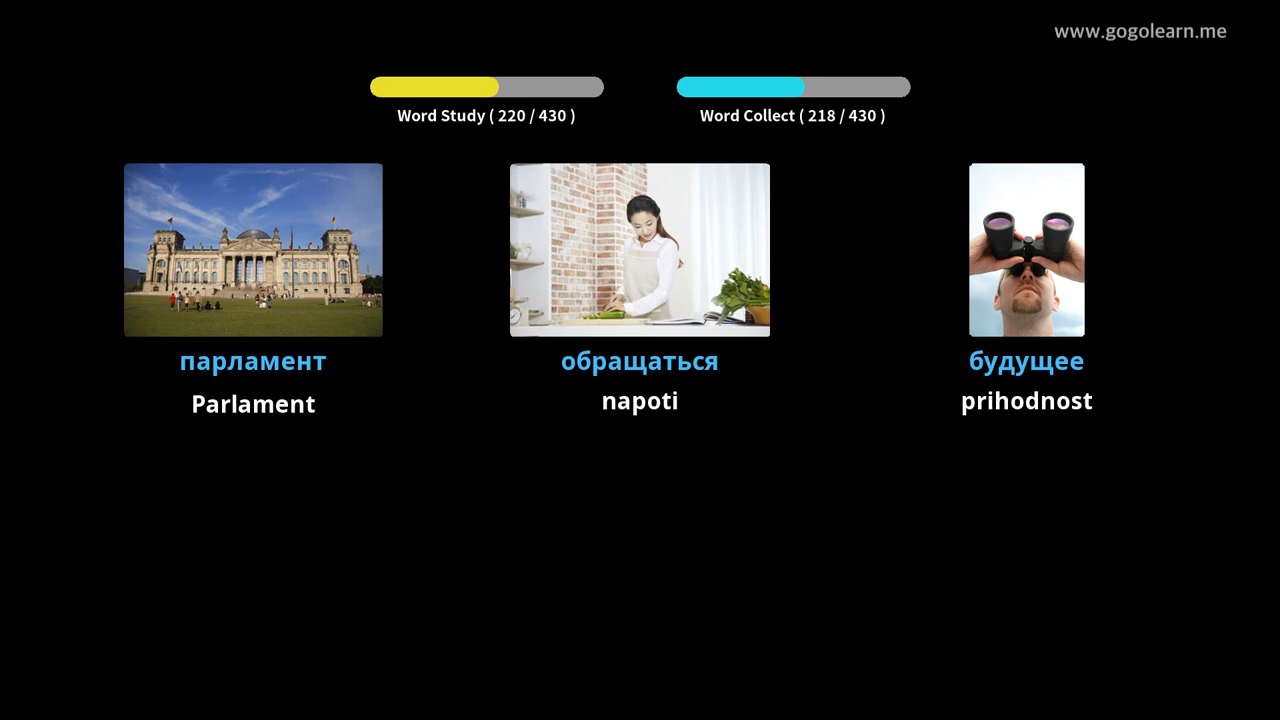 www.gogolearn.me
Word Study ( 220 / 430 )
Word Collect ( 218 / 430 )
парламент
обращаться
будущее
Parlament
napoti
prihodnost